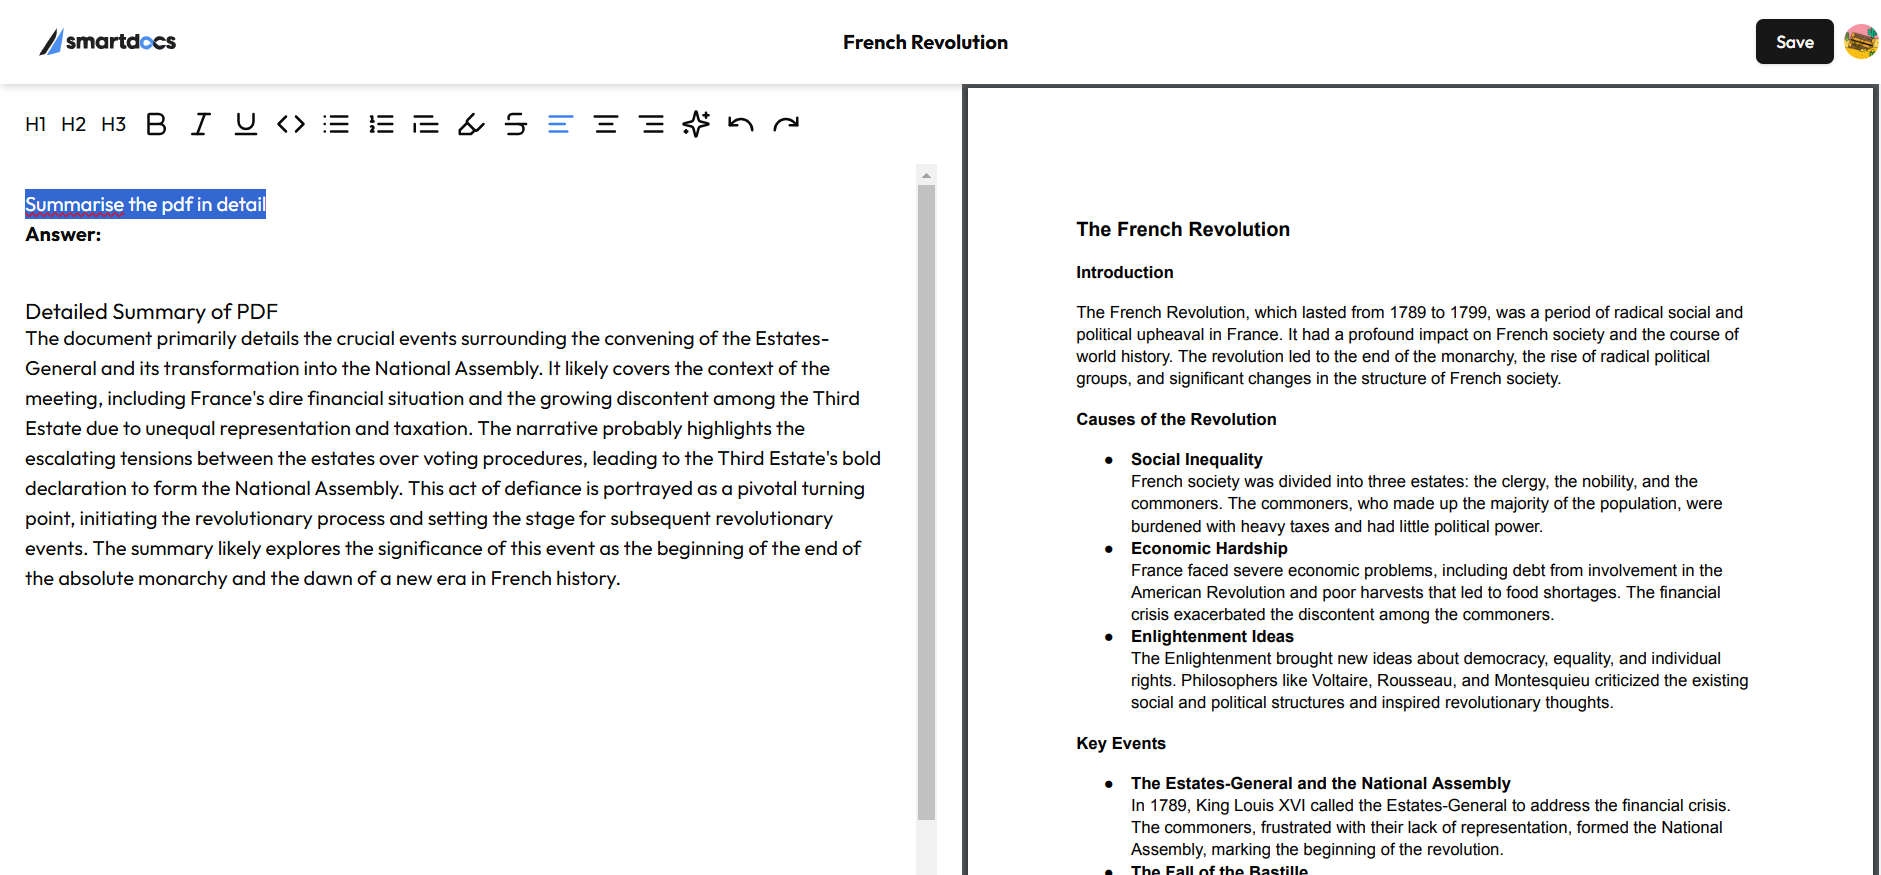 smartdocs
French Revolution
Save
H1 H2 H3 B I U
Summarise the pdf in detail
Answer:
Detailed Summary of PDF
The document primarily details the crucial events surrounding the convening of the Estates-
General and its transformation into the National Assembly. It likely covers the context of the
meeting, including France's dire financial situation and the growing discontent among the Third
Estate due to unequal representation and taxation. The narrative probably highlights the
escalating tensions between the estates over voting procedures, leading to the Third Estate's bold
declaration to form the National Assembly. This act of defiance is portrayed as a pivotal turning
point, initiating the revolutionary process and setting the stage for subsequent revolutionary
events. The summary likely explores the significance of this event as the beginning of the end of
the absolute monarchy and the dawn of a new era in French history.
The French Revolution
Introduction
The French Revolution, which lasted from 1789 to 1799, was a period of radical social and
political upheaval in France. It had a profound impact on French society and the course of
world history. The revolution led to the end of the monarchy, the rise of radical political
groups, and significant changes in the structure of French society.
Causes of the Revolution
● Social Inequality
French society was divided into three estates: the clergy, the nobility, and the
commoners. The commoners, who made up the majority of the population, were
burdened with heavy taxes and had little political power.
● Economic Hardship
France faced severe economic problems, including debt from involvement in the
American Revolution and poor harvests that led to food shortages. The financial
crisis exacerbated the discontent among the commoners.
● Enlightenment Ideas
The Enlightenment brought new ideas about democracy, equality, and individual
rights. Philosophers like Voltaire, Rousseau, and Montesquieu criticized the existing
social and political structures and inspired revolutionary thoughts.
Key Events
● The Estates-General and the National Assembly
In 1789, King Louis XVI called the Estates-General to address the financial crisis.
The commoners, frustrated with their lack of representation, formed the National
Assembly, marking the beginning of the revolution.
● The Fall of the Bastille